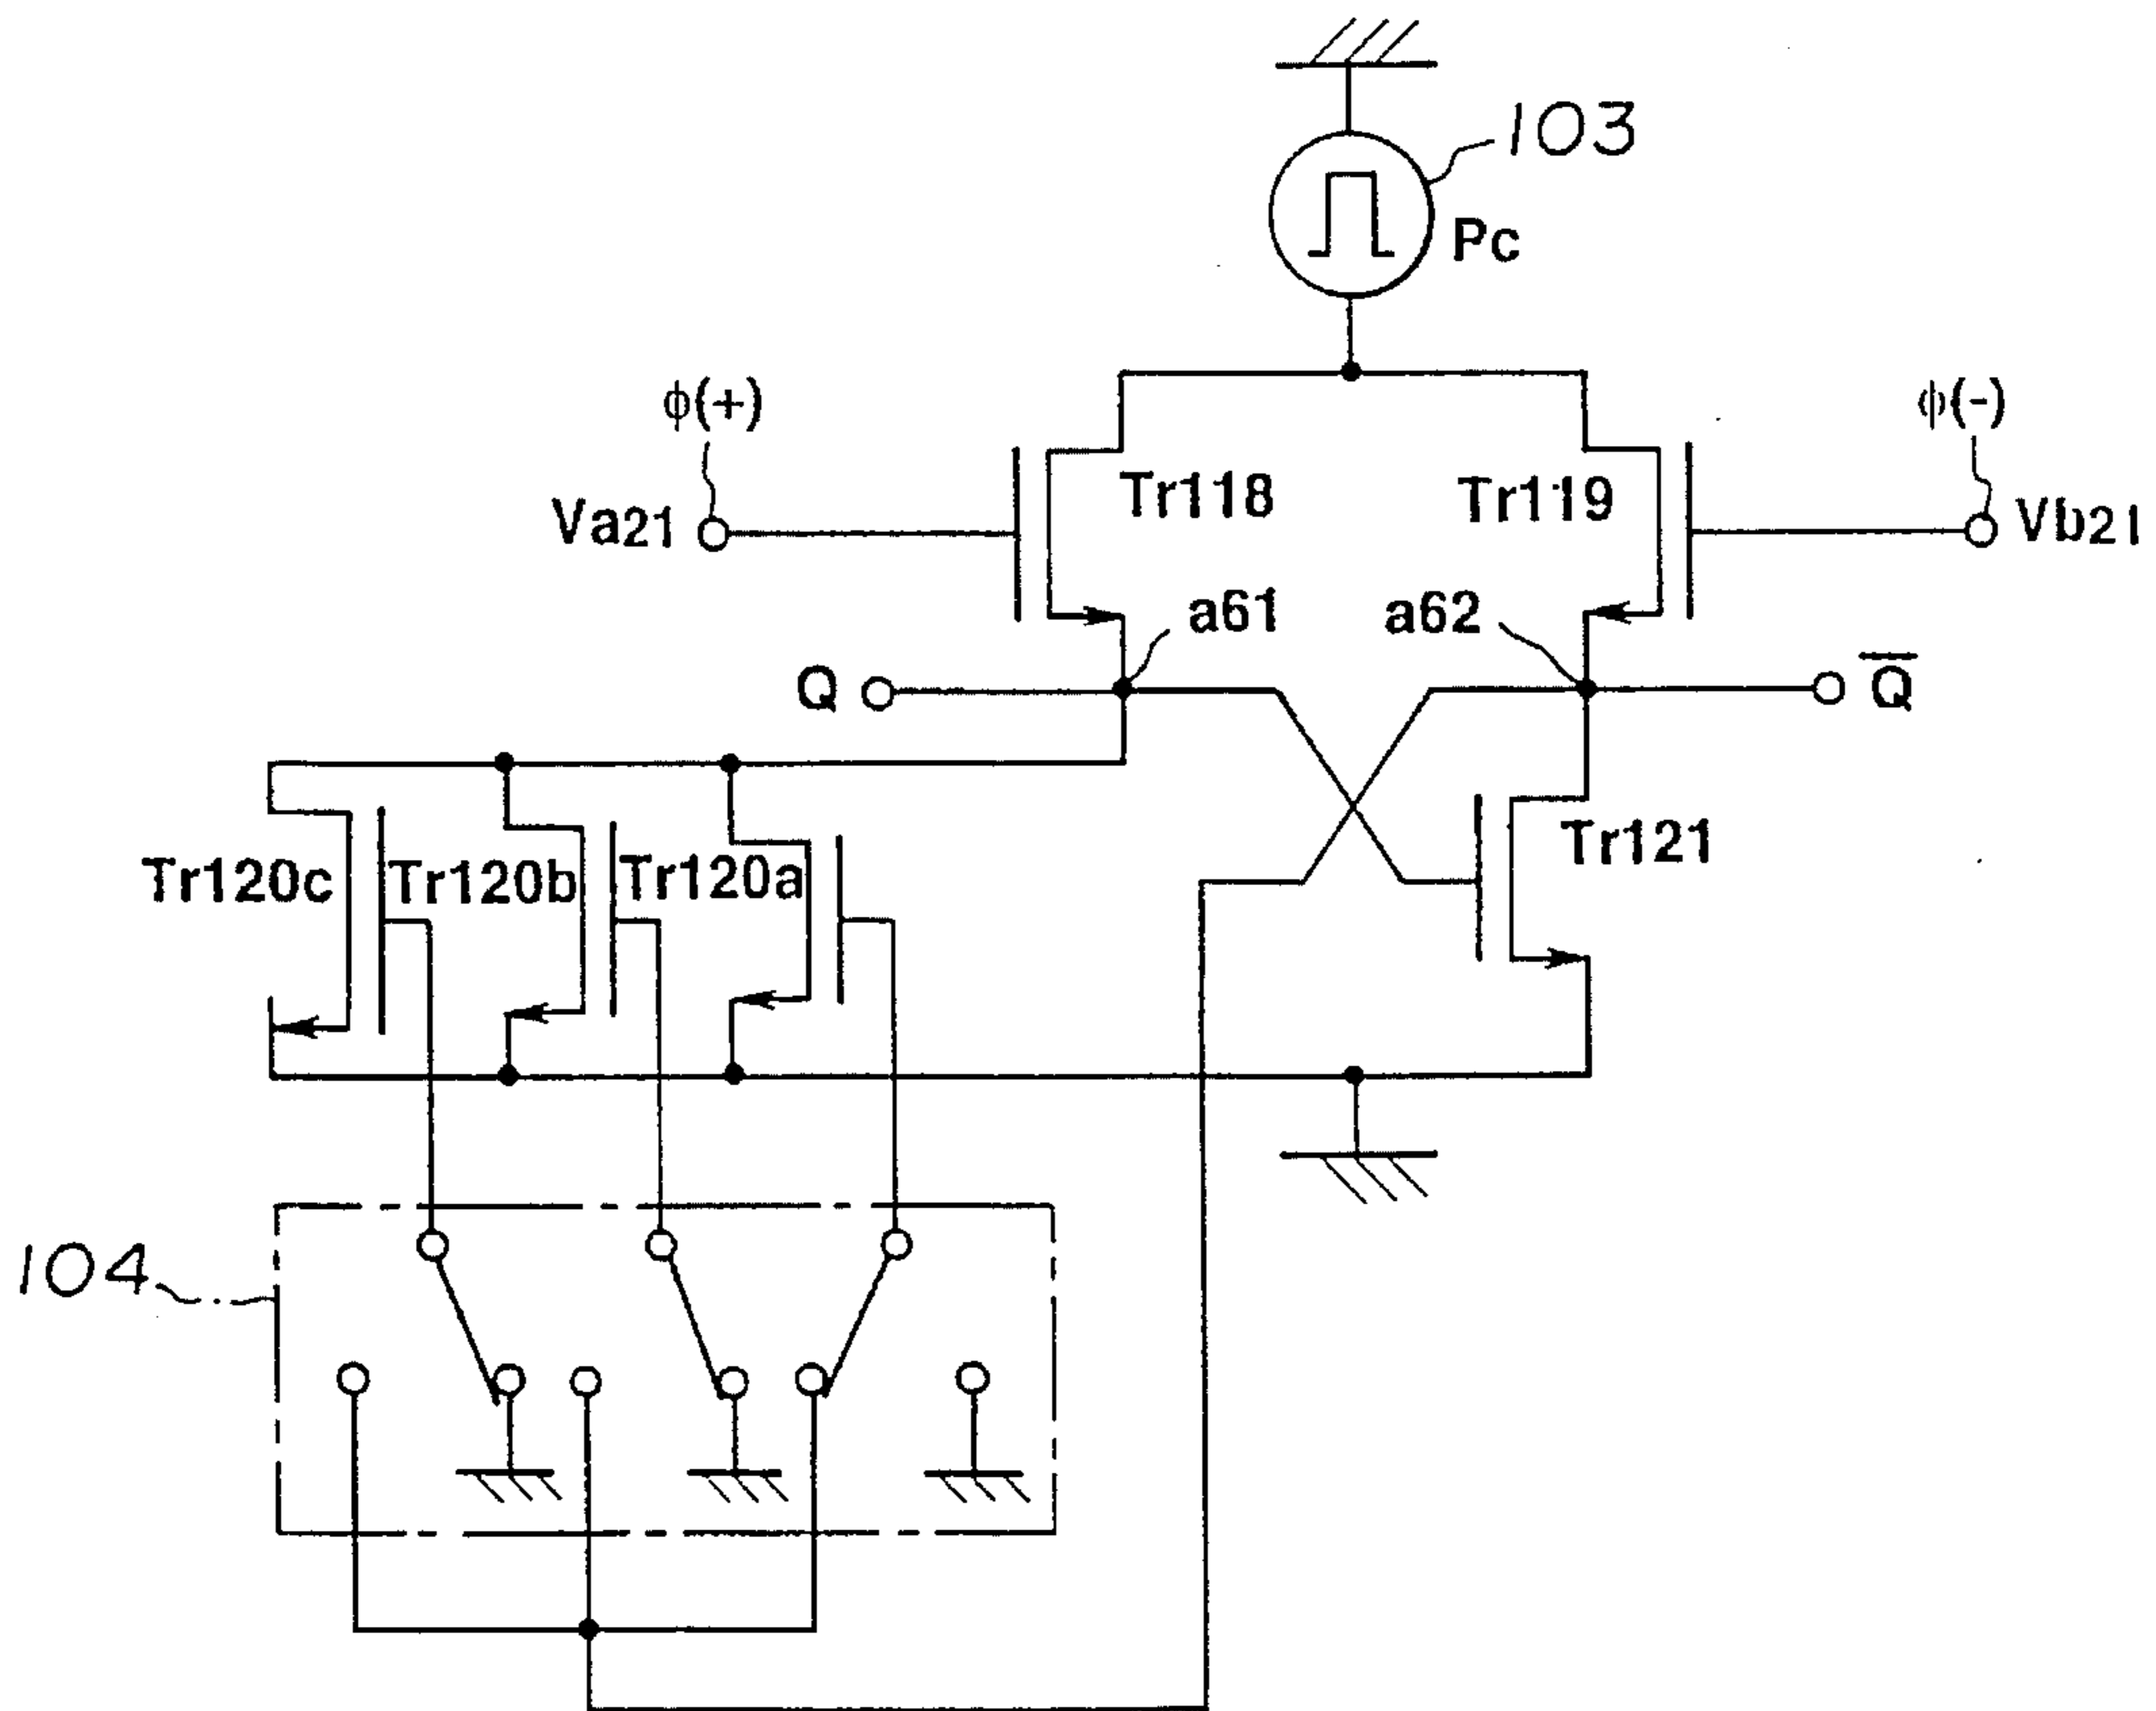 103
Pc
ϕ(+)
ϕ(-)
Va21
Tr118
Tr119
Vb21
a61
a62
Q
Q̅
Tr120c
Tr120b
Tr120a
Tr121
104